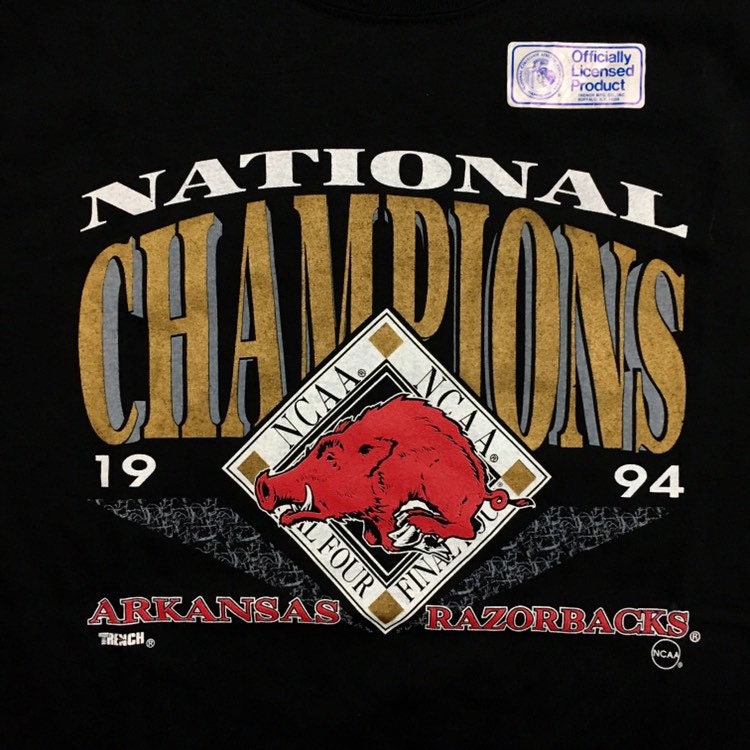 Officially
Licensed
Product
NATIONAL
CHAMPIONS
NCAA® NCAA®
19 94
FINAL FOUR
ARKANSAS RAZORBACKS®
TRENCH®
NCAA®